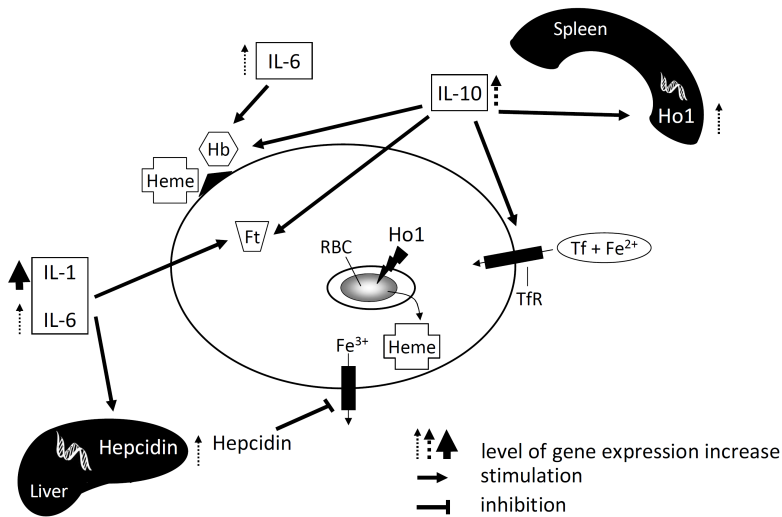 Spleen
IL-6
IL-10
Ho1
Hb
Heme
Ft
RBC
Ho1
Tf + Fe²⁺
TfR
IL-1
IL-6
Fe³⁺
Heme
Hepcidin
Hepcidin
Liver
level of gene expression increase
stimulation
inhibition